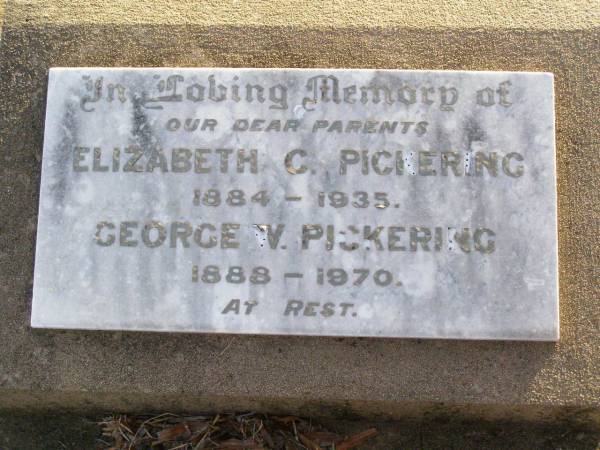 In Loving Memory of
OUR DEAR PARENTS
ELIZABETH C. PICKERING
1884 - 1935.
GEORGE W. PICKERING
1888 - 1970.
AT REST.